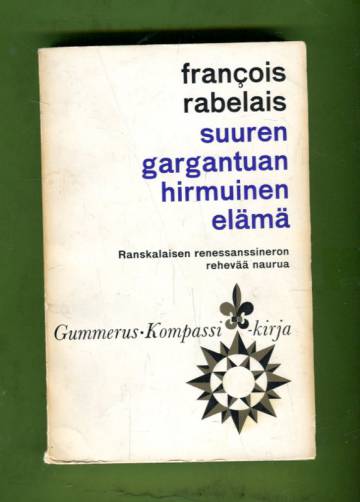 françois
rabelais
suuren
gargantuan
hirmuinen
elämä
Ranskalaisen renessanssineron
rehevää naurua
Gummerus·Kompassi -kirja